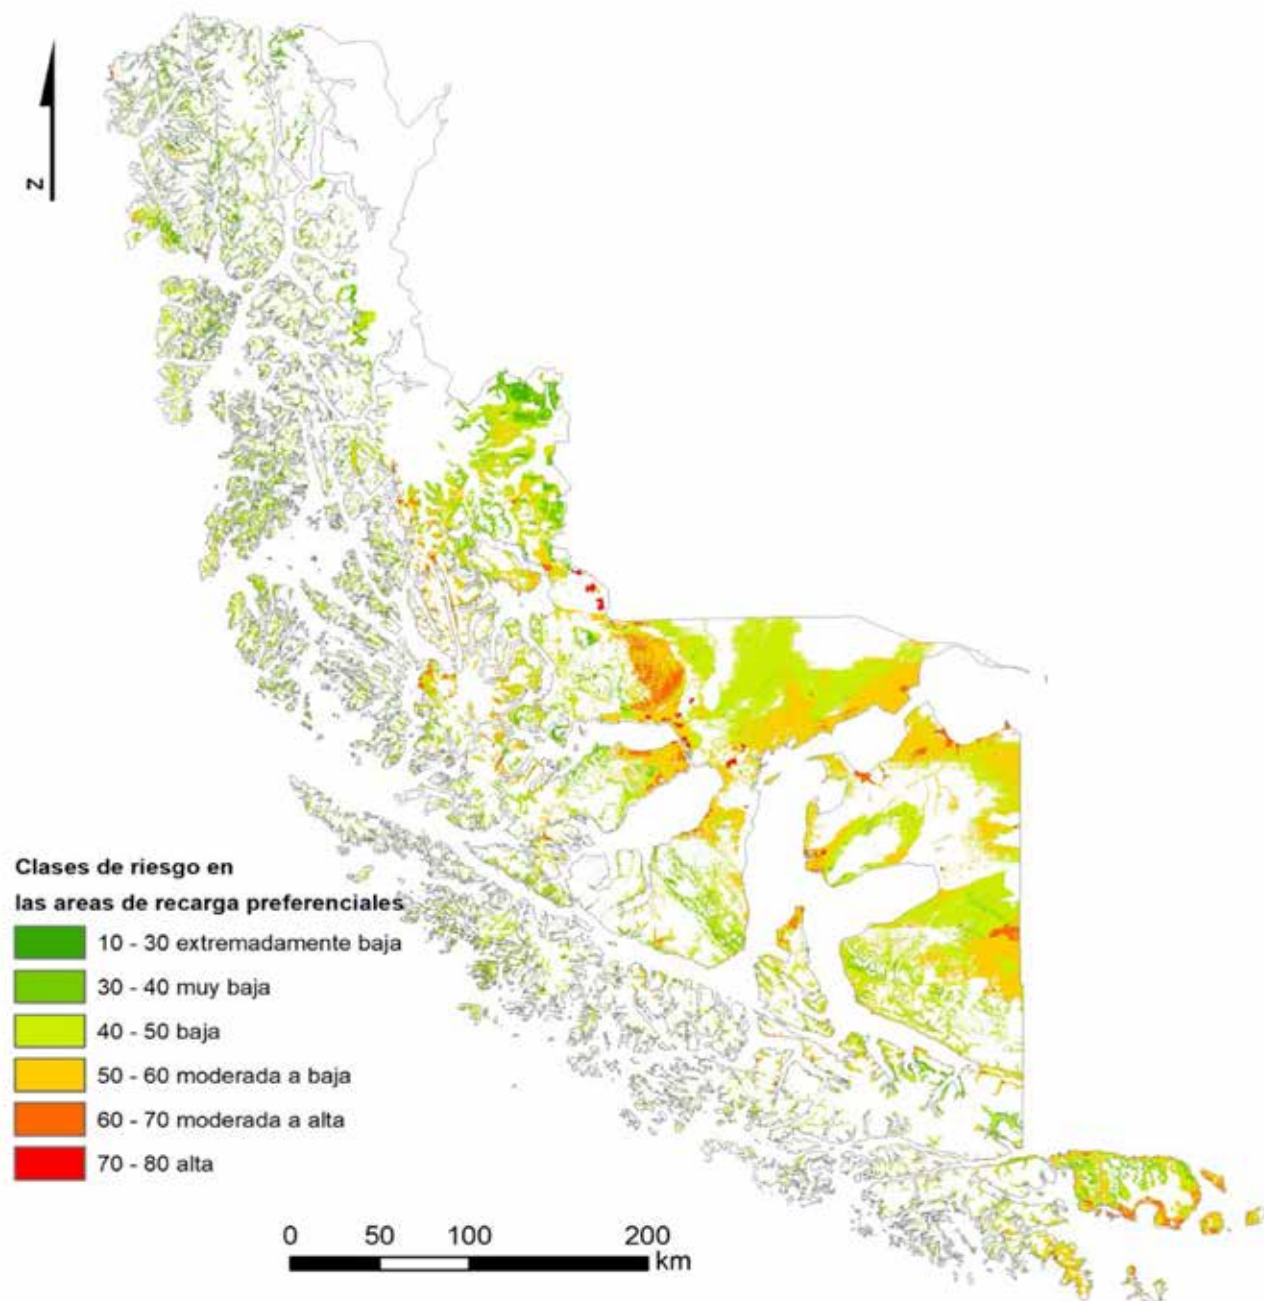 N
Clases de riesgo en
las areas de recarga preferenciales
10 - 30 extremadamente baja
30 - 40 muy baja
40 - 50 baja
50 - 60 moderada a baja
60 - 70 moderada a alta
70 - 80 alta
0 50 100 200
km